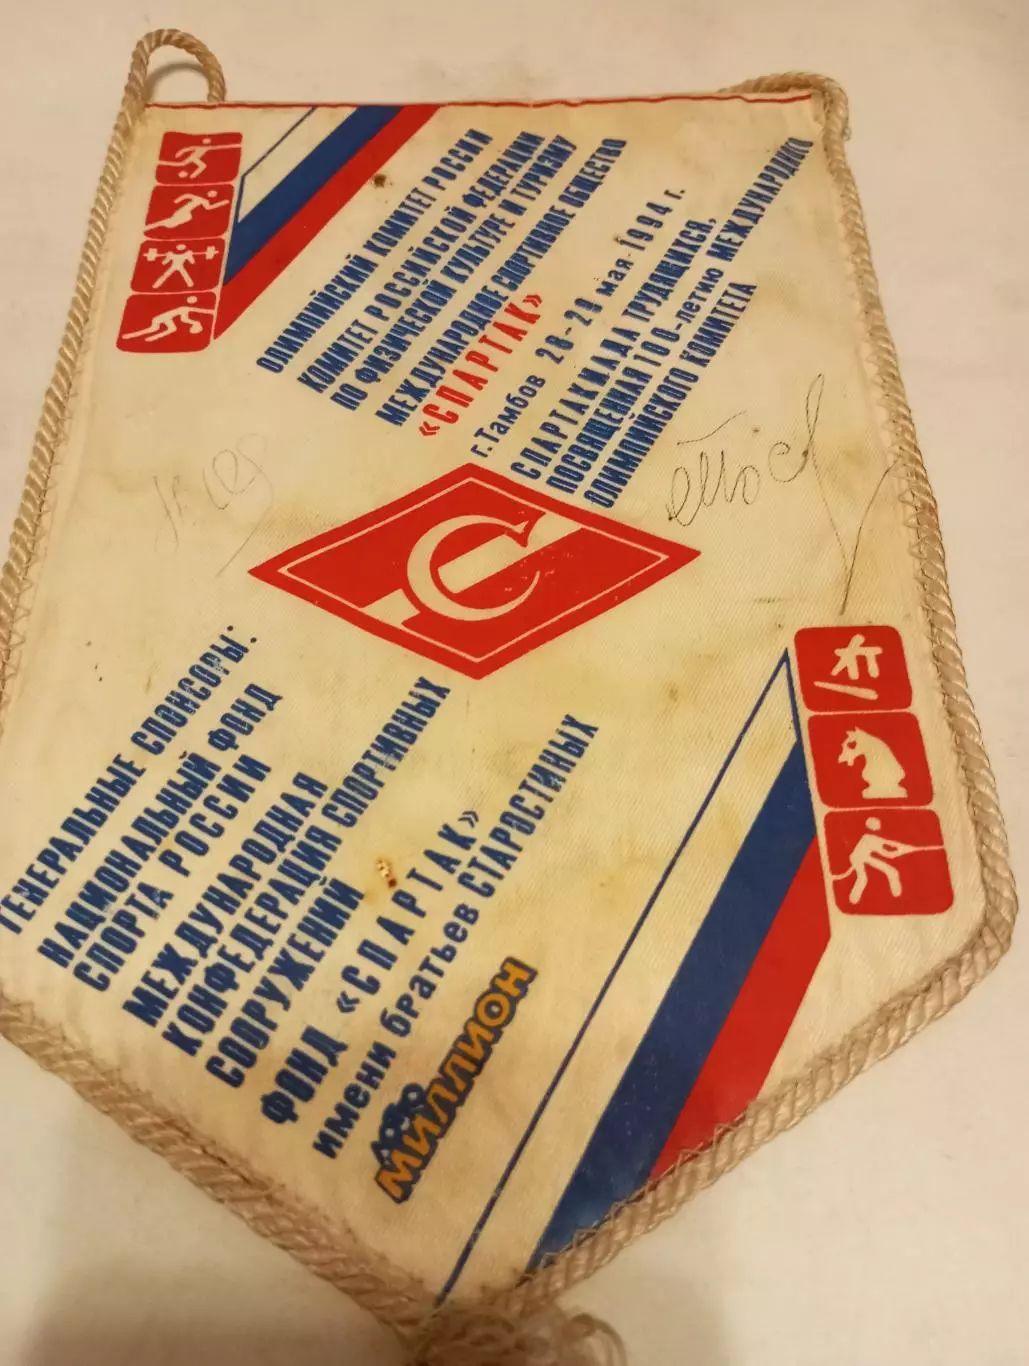 ОЛИМПИЙСКИЙ КОМИТЕТ РОССИИ
КОМИТЕТ РОССИЙСКОЙ ФЕДЕРАЦИИ
ПО ФИЗИЧЕСКОЙ КУЛЬТУРЕ И ТУРИЗМУ
МЕЖДУНАРОДНОЕ СПОРТИВНОЕ ОБЩЕСТВО
«СПАРТАК»
г. Тамбов 26-29 мая 1994 г.
СПАРТАКИАДА ТРУДЯЩИХСЯ,
ПОСВЯЩЕННАЯ 100-летию МЕЖДУНАРОДНОГО
ОЛИМПИЙСКОГО КОМИТЕТА
С
ГЕНЕРАЛЬНЫЕ СПОНСОРЫ:
НАЦИОНАЛЬНЫЙ ФОНД
СПОРТА РОССИИ
МЕЖДУНАРОДНАЯ
КОНФЕДЕРАЦИЯ СПОРТИВНЫХ
СООРУЖЕНИЙ
ФОНД «СПАРТАК»
имени братьев СТАРОСТИНЫХ
МИЛЛИОН